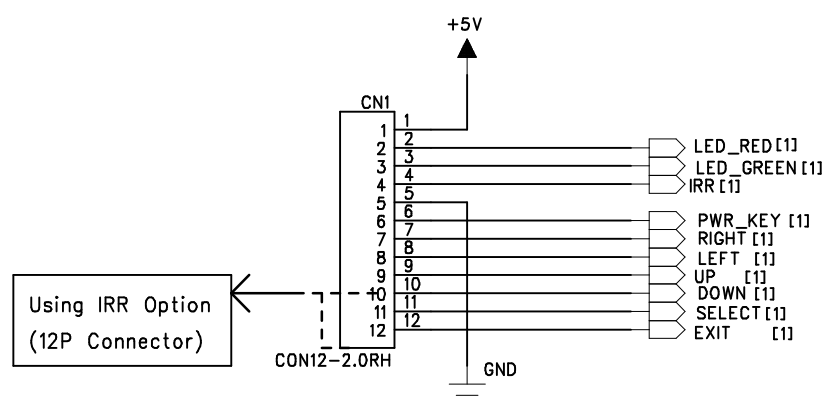 +5V
CN1
1 1
2 2 LED_RED [1]
3 3 LED_GREEN [1]
4 4 IRR [1]
5 5
6 6 PWR_KEY [1]
7 7 RIGHT [1]
8 8 LEFT [1]
9 9 UP [1]
10 10 DOWN [1]
11 11 SELECT [1]
12 12 EXIT [1]
Using IRR Option
(12P Connector)
CON12-2.0RH
GND